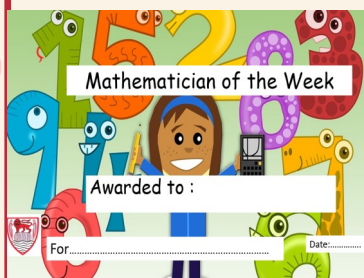 Mathematician of the Week
Awarded to :
For......................................................................
Date:..............